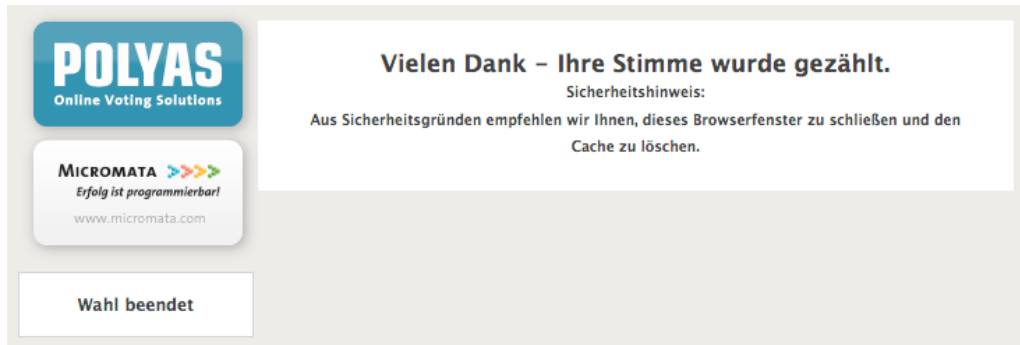 POLYAS
Online Voting Solutions
MICROMATA >>>>
Erfolg ist programmierbar!
www.micromata.com
Wahl beendet
Vielen Dank – Ihre Stimme wurde gezählt.
Sicherheitshinweis:
Aus Sicherheitsgründen empfehlen wir Ihnen, dieses Browserfenster zu schließen und den
Cache zu löschen.